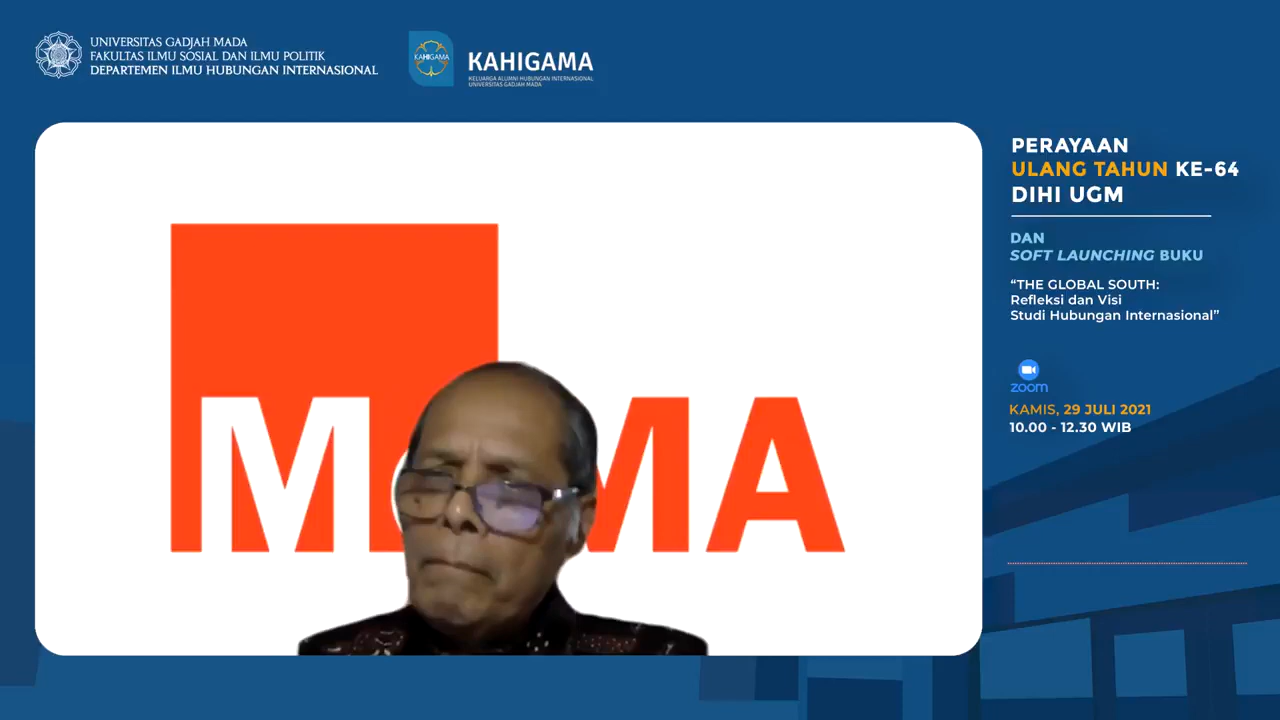 UNIVERSITAS GADJAH MADA
FAKULTAS ILMU SOSIAL DAN ILMU POLITIK
DEPARTEMEN ILMU HUBUNGAN INTERNASIONAL
KAHIGAMA
KAHIGAMA
KELUARGA ALUMNI HUBUNGAN INTERNASIONAL
UNIVERSITAS GADJAH MADA
M MA
PERAYAAN
ULANG TAHUN KE-64
DIHI UGM
DAN
SOFT LAUNCHING BUKU
“THE GLOBAL SOUTH:
Refleksi dan Visi
Studi Hubungan Internasional”
zoom
KAMIS, 29 JULI 2021
10.00 - 12.30 WIB